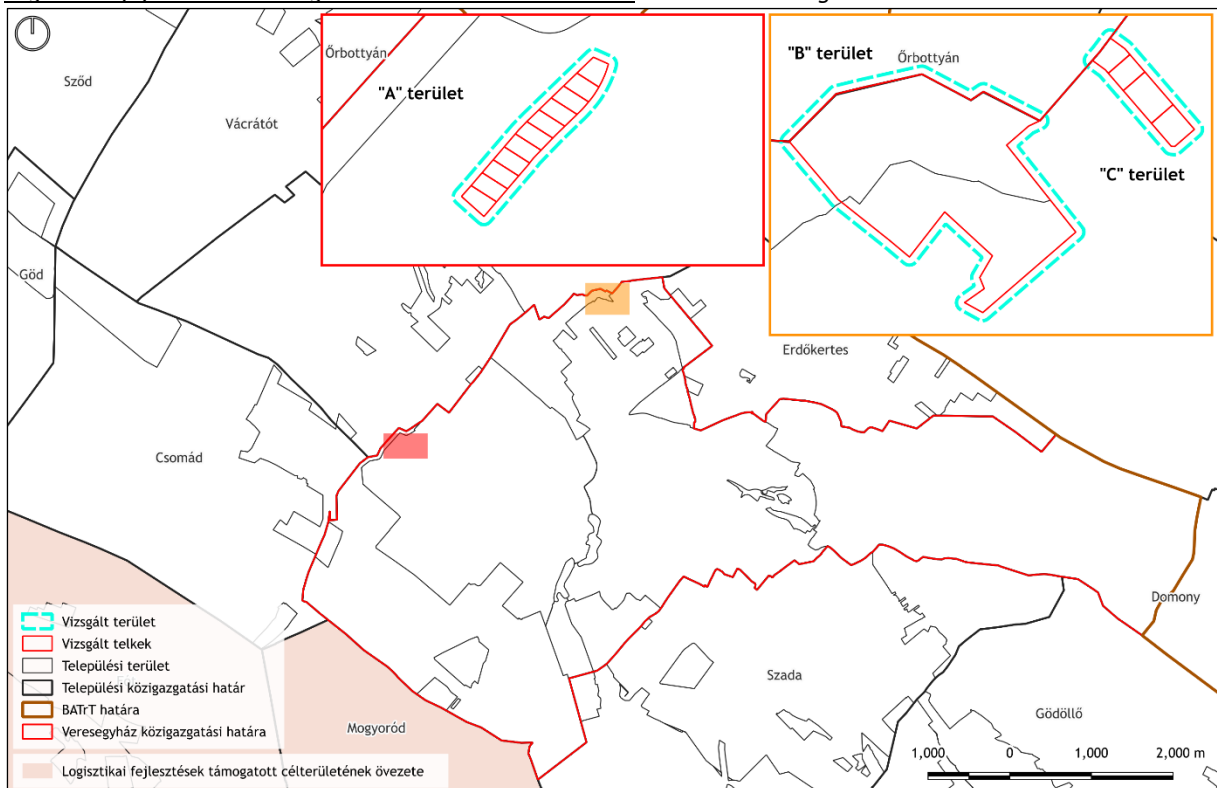 Sződ
Vácrátót
Őrbottyán
"A" terület
"B" terület
Őrbottyán
"C" terület
Göd
Erdőkertes
Csomád
Domony
Szada
Gödöllő
Mogyoród
Vizsgált terület
Vizsgált telkek
Települési terület
Települési közigazgatási határ
BATrT határa
Veresegyház közigazgatási határa
Logisztikai fejlesztések támogatott célterületének övezete
1,000 0 1,000 2,000 m